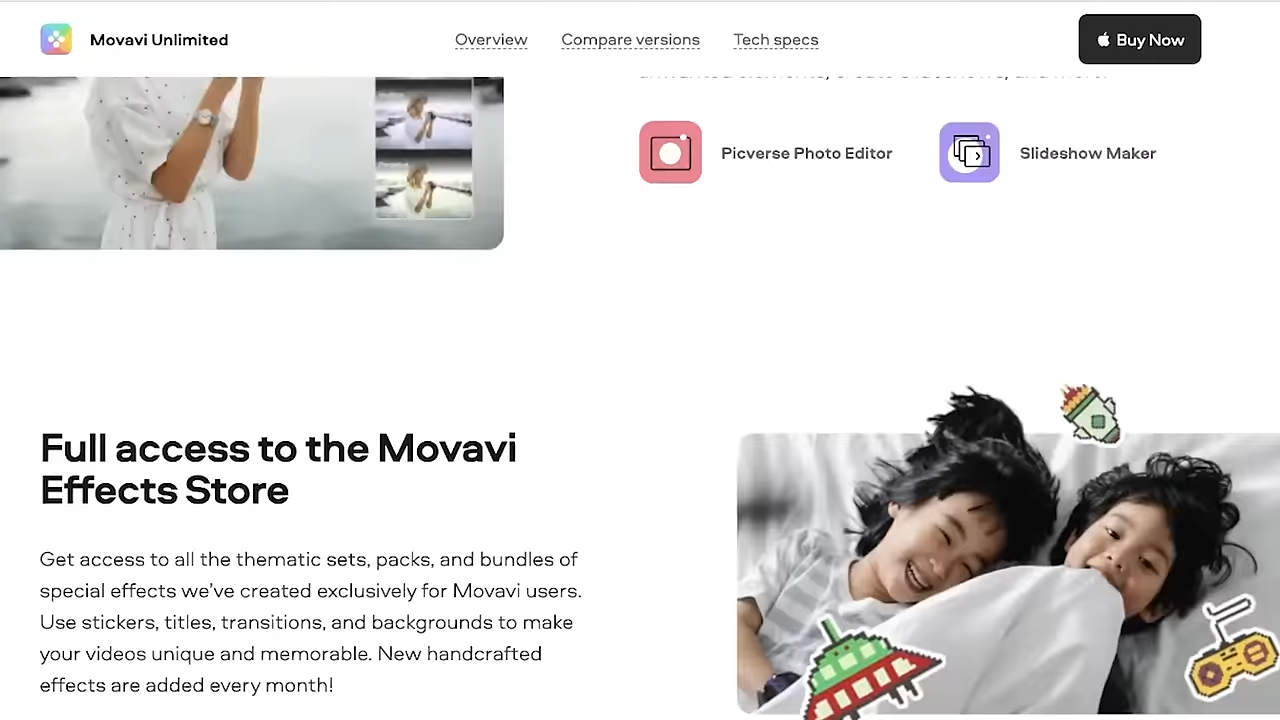 Movavi Unlimited
Overview
Compare versions
Tech specs
Buy Now
Picverse Photo Editor
Slideshow Maker
Full access to the Movavi
Effects Store
Get access to all the thematic sets, packs, and bundles of
special effects we've created exclusively for Movavi users.
Use stickers, titles, transitions, and backgrounds to make
your videos unique and memorable. New handcrafted
effects are added every month!